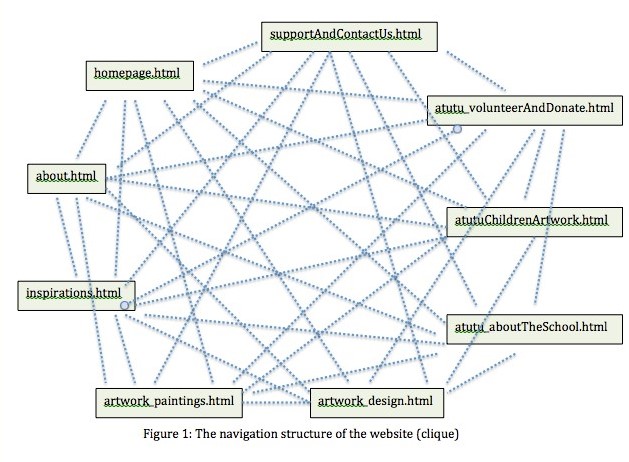 supportAndContactUs.html
homepage.html
atutu_volunteerAndDonate.html
about.html
atutuChildrenArtwork.html
inspirations.html
atutu_aboutTheSchool.html
artwork_paintings.html
artwork_design.html
Figure 1: The navigation structure of the website (clique)